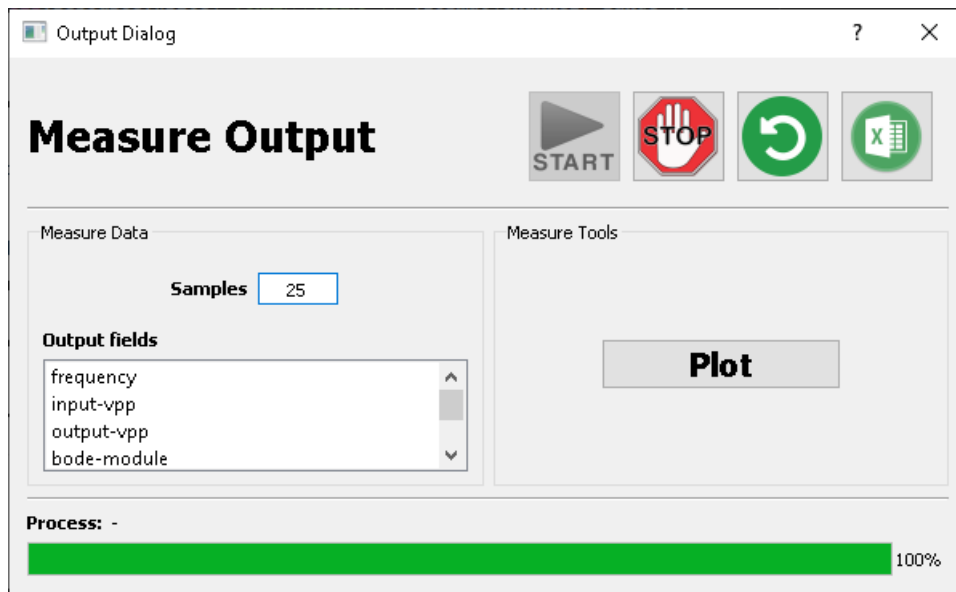 Output Dialog
?
Measure Output
START
STOP
X
Measure Data
Measure Tools
Samples 25
Output fields
frequency
input-vpp
output-vpp
bode-module
Plot
Process: -
100%